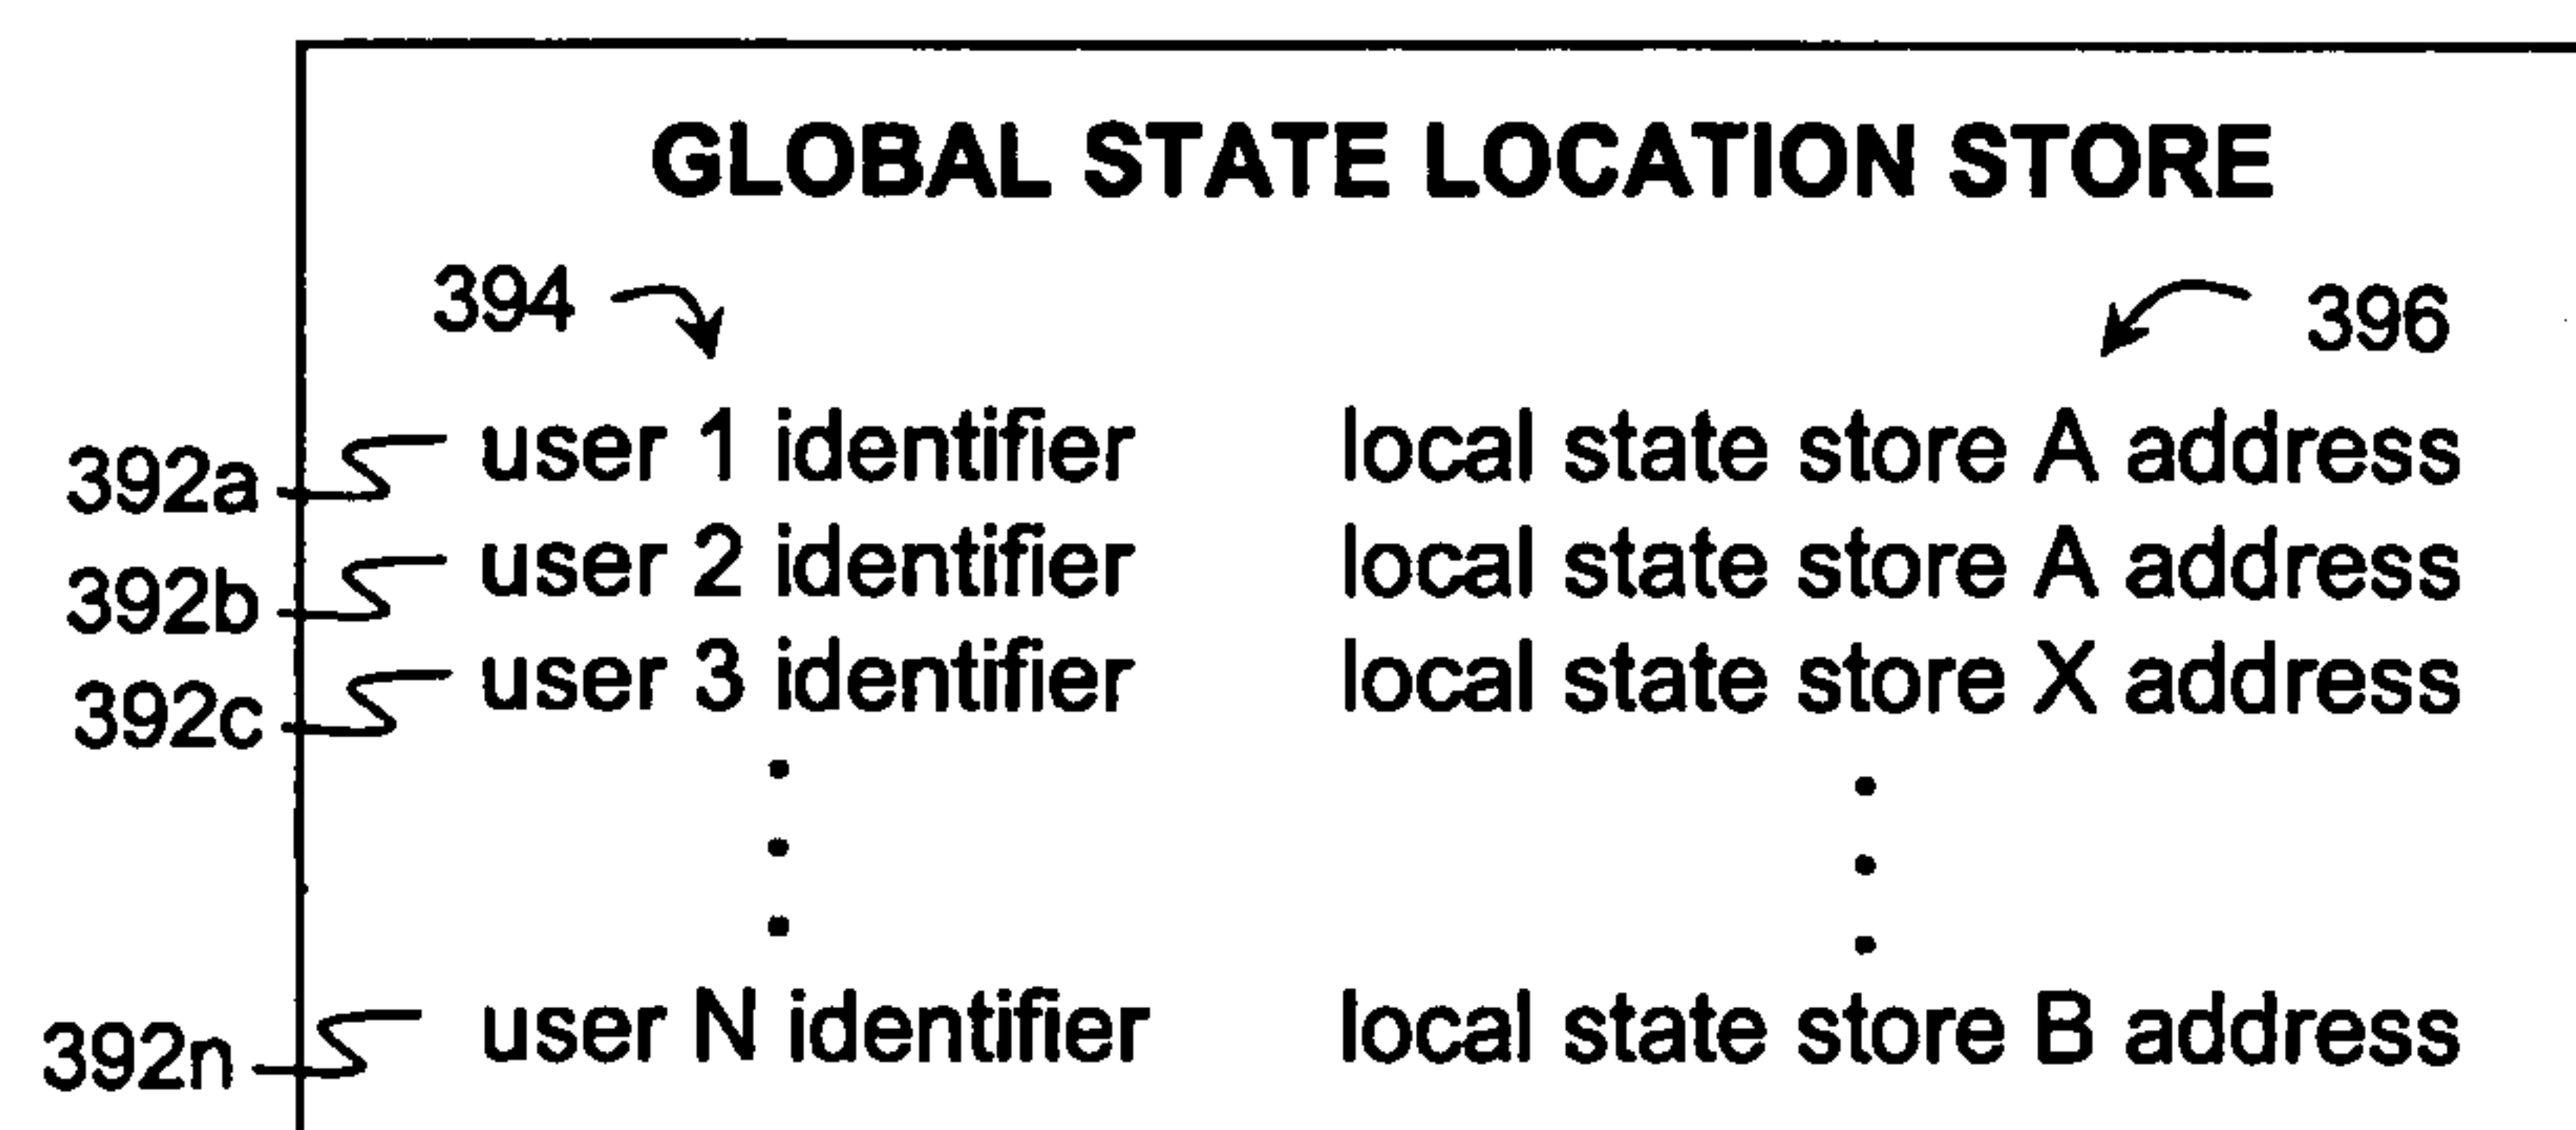 GLOBAL STATE LOCATION STORE
394 396
392a user 1 identifier local state store A address
392b user 2 identifier local state store A address
392c user 3 identifier local state store X address
392n user N identifier local state store B address